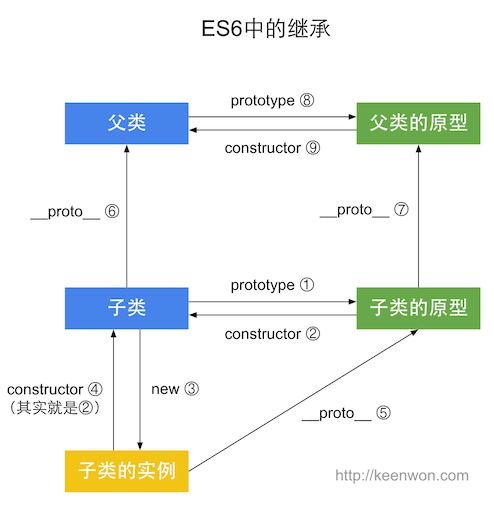 ES6中的继承
prototype ⑧
父类
父类的原型
constructor ⑨
__proto__ ⑥
__proto__ ⑦
prototype ①
子类
子类的原型
constructor ②
constructor ④
（其实就是②）
new ③
__proto__ ⑤
子类的实例
http://keenwon.com